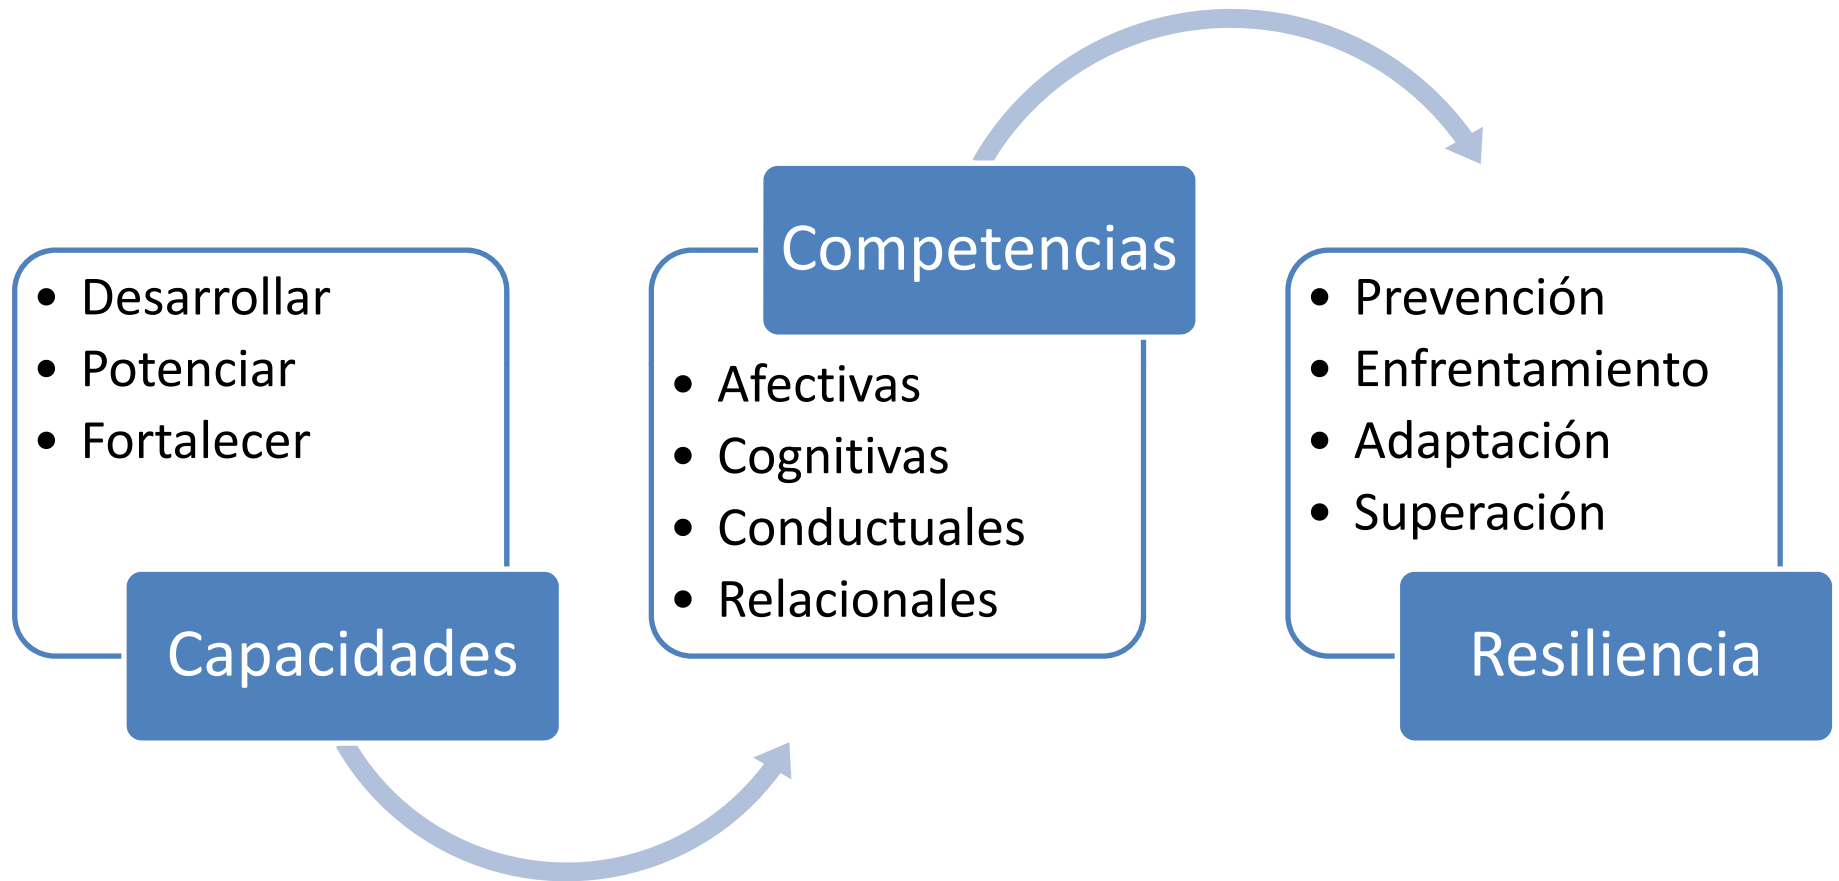 • Desarrollar
• Potenciar
• Fortalecer
Capacidades
Competencias
• Afectivas
• Cognitivas
• Conductuales
• Relacionales
• Prevención
• Enfrentamiento
• Adaptación
• Superación
Resiliencia